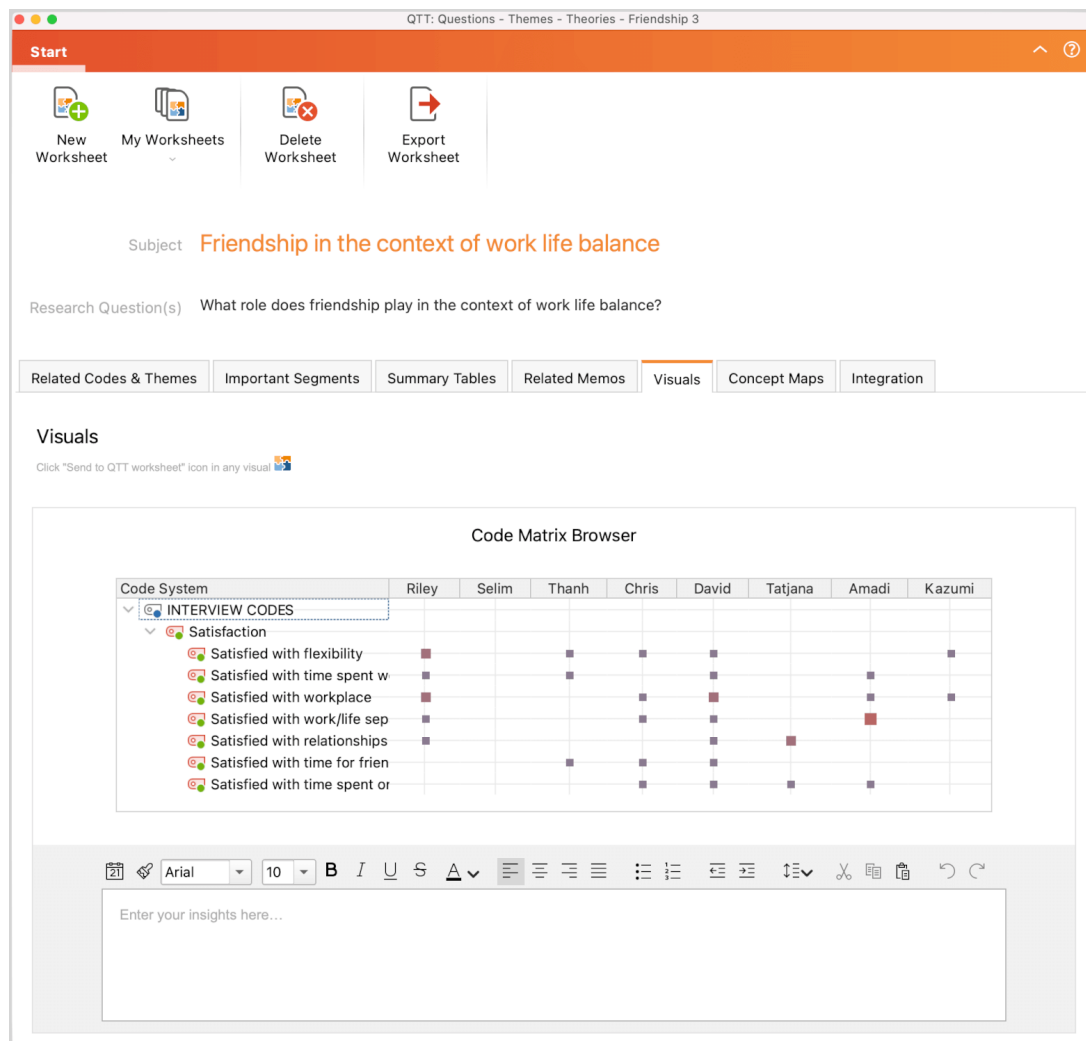 QTT: Questions - Themes - Theories - Friendship 3
Start
New Worksheet
My Worksheets
Delete Worksheet
Export Worksheet
Subject Friendship in the context of work life balance
Research Question(s) What role does friendship play in the context of work life balance?
Related Codes & Themes Important Segments Summary Tables Related Memos Visuals Concept Maps Integration
Visuals
Click "Send to QTT worksheet" icon in any visual
Code Matrix Browser
Code System Riley Selim Thanh Chris David Tatjana Amadi Kazumi
INTERVIEW CODES
Satisfaction
Satisfied with flexibility
Satisfied with time spent w
Satisfied with workplace
Satisfied with work/life sep
Satisfied with relationships
Satisfied with time for frien
Satisfied with time spent or
21 Arial 10 B I U S A
Enter your insights here...